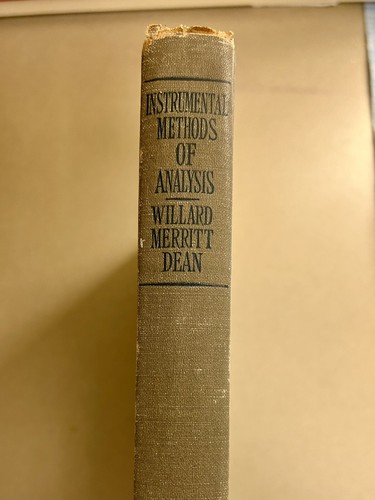 INSTRUMENTAL
METHODS
OF
ANALYSIS
WILLARD
MERRITT
DEAN